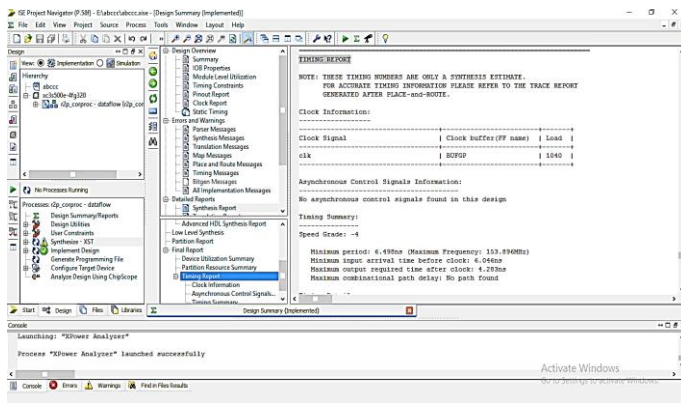 ISE Project Navigator (P.58f) - E:\abccc\abccc.xise - [Design Summary (Implemented)]
File Edit View Project Source Process Tools Window Layout Help
Design
View: Implementation Simulation
Hierarchy
abccc
xc3s500e-4fg320
r2p_corproc - dataflow (r2p_cor
No Processes Running
Processes: r2p_corproc - dataflow
Design Summary/Reports
Design Utilities
User Constraints
Synthesize - XST
Implement Design
Generate Programming File
Configure Target Device
Analyze Design Using ChipScope
Start Design Files Libraries
Design Overview
Summary
IOB Properties
Module Level Utilization
Timing Constraints
Pinout Report
Clock Report
Static Timing
Errors and Warnings
Parser Messages
Synthesis Messages
Translation Messages
Map Messages
Place and Route Messages
Timing Messages
Bitgen Messages
All Implementation Messages
Detailed Reports
Synthesis Report
Advanced HDL Synthesis Report
Low Level Synthesis
Partition Report
Final Report
Device Utilization Summary
Partition Resource Summary
Timing Report
Clock Information
Asynchronous Control Signals...
Timing Summary
TIMING REPORT
NOTE: THESE TIMING NUMBERS ARE ONLY A SYNTHESIS ESTIMATE.
FOR ACCURATE TIMING INFORMATION PLEASE REFER TO THE TRACE REPORT
GENERATED AFTER PLACE-and-ROUTE.
Clock Information:
Clock Signal | Clock buffer(FF name) | Load |
clk | BUFGP | 1040 |
Asynchronous Control Signals Information:
No asynchronous control signals found in this design
Timing Summary:
Speed Grade: -4
Minimum period: 6.498ns (Maximum Frequency: 153.896MHz)
Minimum input arrival time before clock: 6.046ns
Maximum output required time after clock: 4.283ns
Maximum combinational path delay: No path found
Design Summary (Implemented)
Console
Launching: "XPower Analyzer"
Process "XPower Analyzer" launched successfully
Activate Windows
Go to Settings to activate Windows.
Console Errors Warnings Find in Files Results